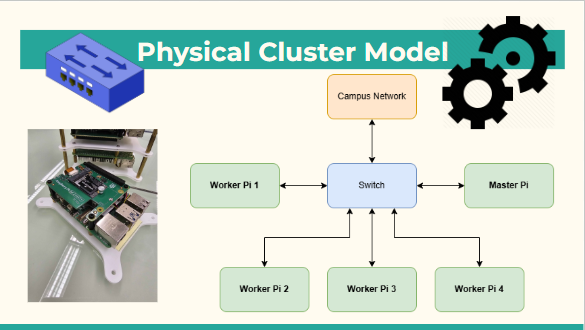 Physical Cluster Model
Campus Network
Worker Pi 1
Switch
Master Pi
Worker Pi 2
Worker Pi 3
Worker Pi 4